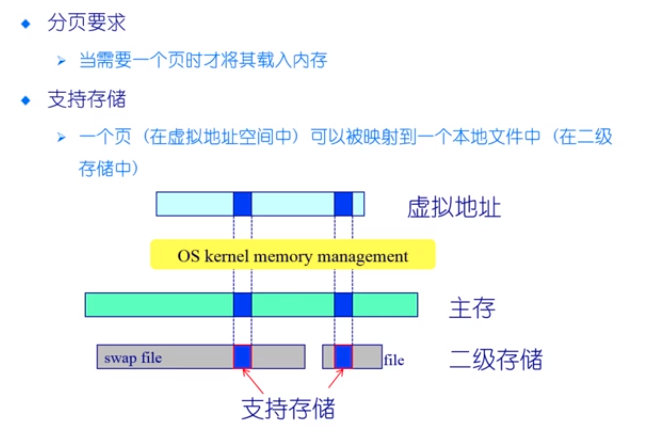 分页要求
当需要一个页时才将其载入内存
支持存储
一个页（在虚拟地址空间中）可以被映射到一个本地文件中（在二级
存储中）
虚拟地址
OS kernel memory management
主存
swap file
file
二级存储
支持存储